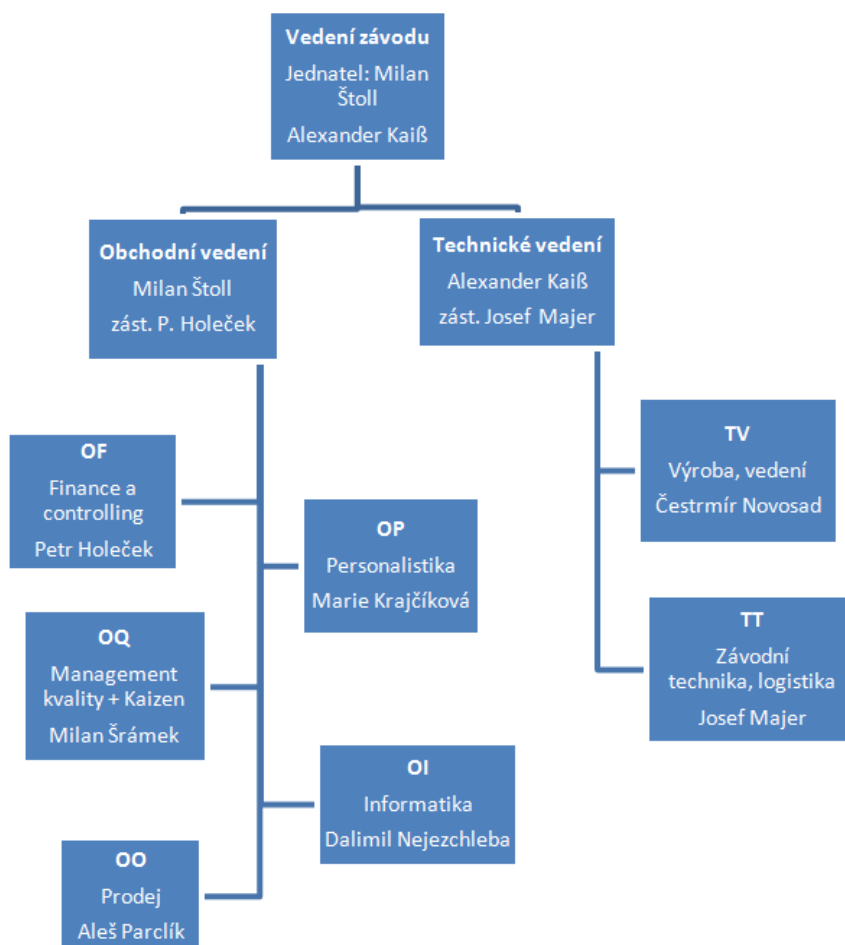 Vedení závodu
Jednatel: Milan
Štoll
Alexander Kaiß
Obchodní vedení
Milan Štoll
zást. P. Holeček
Technické vedení
Alexander Kaiß
zást. Josef Majer
OF
Finance a
controlling
Petr Holeček
OP
Personalistika
Marie Krajčíková
OQ
Management
kvality + Kaizen
Milan Šrámek
OI
Informatika
Dalimil Nejezchleba
OO
Prodej
Aleš Parclík
TV
Výroba, vedení
Čestrmír Novosad
TT
Závodní
technika, logistika
Josef Majer